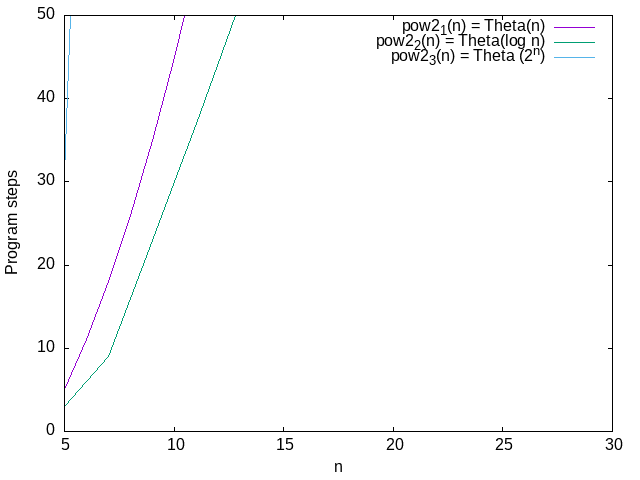 50
40
30
20
10
0
Program steps
pow2₁(n) = Theta(n)
pow2₂(n) = Theta(log n)
pow2₃(n) = Theta (2ⁿ)
5 10 15 20 25 30
n